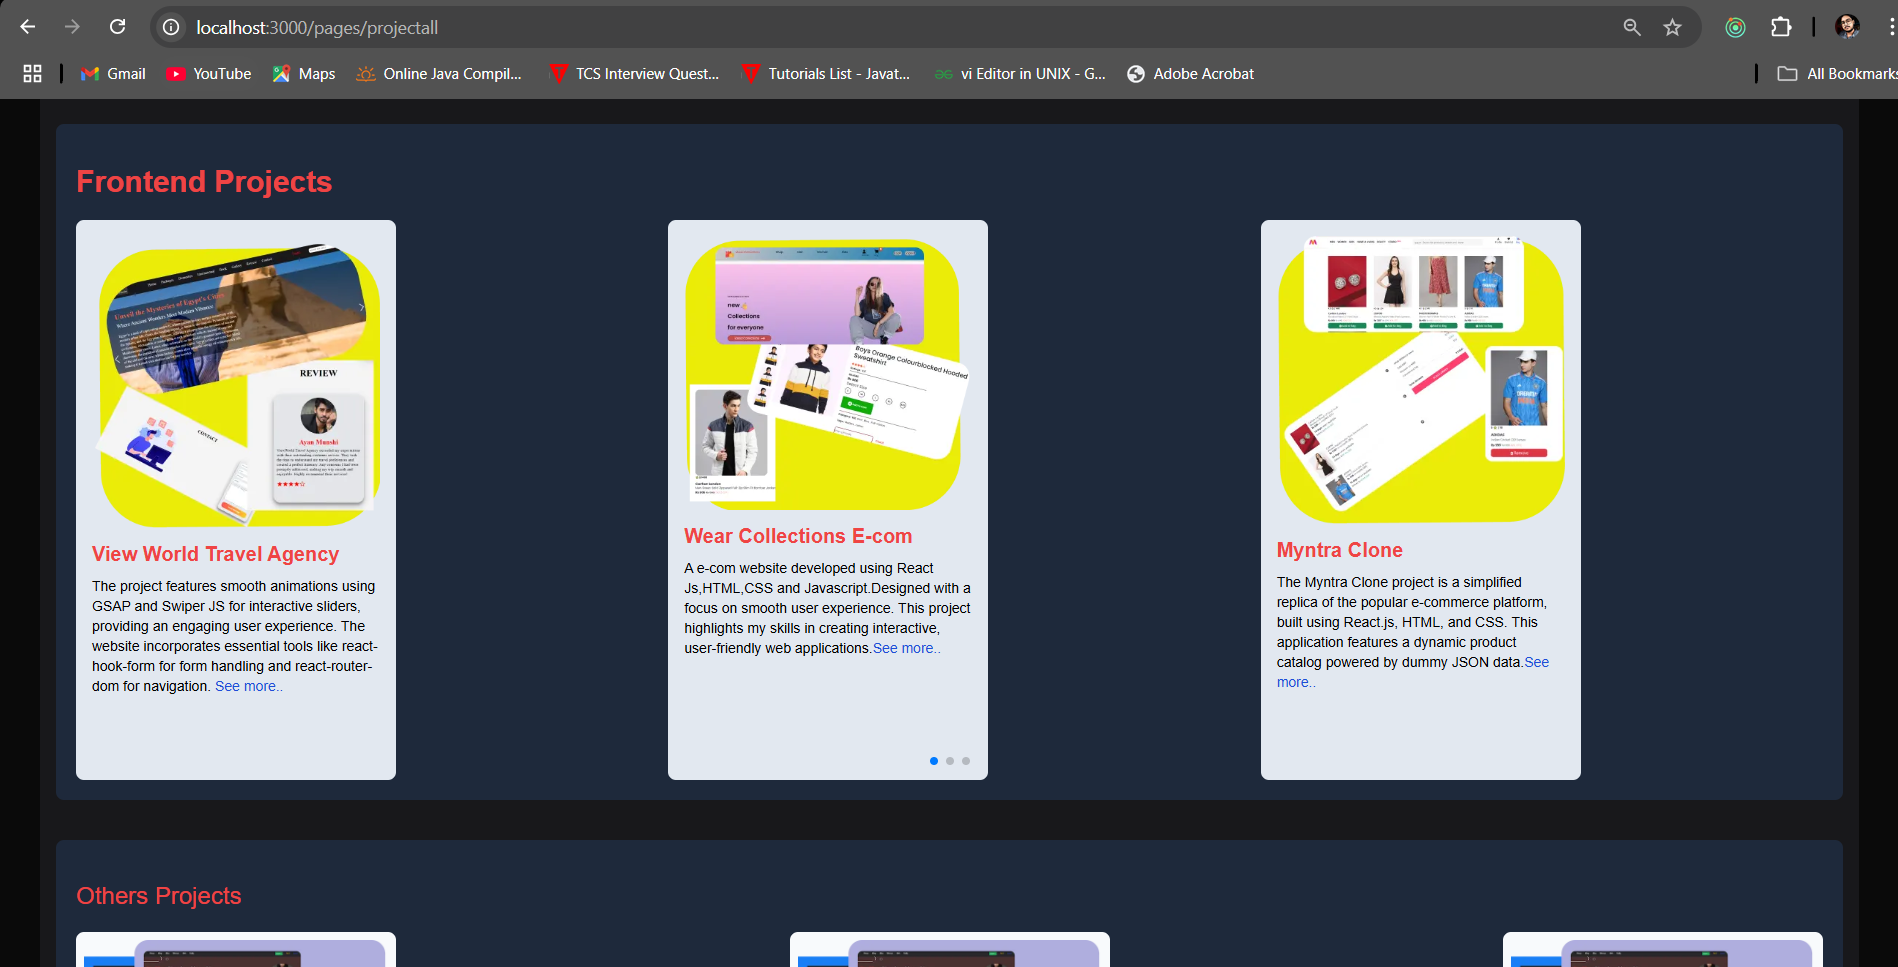 localhost:3000/pages/projectall
Gmail
YouTube
Maps
Online Java Compil...
TCS Interview Quest...
Tutorials List - Javat...
vi Editor in UNIX - G...
Adobe Acrobat
All Bookmarks
Frontend Projects
Unveil the Mysteries of Egypt's
REVIEW
Ayan Munshi
CONTACT
View World Travel Agency
The project features smooth animations using
GSAP and Swiper JS for interactive sliders,
providing an engaging user experience. The
website incorporates essential tools like react-
hook-form for form handling and react-router-
dom for navigation. See more..
new
Collections
for everyone
Boys Orange Colourblocked Hooded
Sweatshirt
Wear Collections E-com
A e-com website developed using React
Js,HTML,CSS and Javascript.Designed with a
focus on smooth user experience. This project
highlights my skills in creating interactive,
user-friendly web applications.See more..
Myntra Clone
The Myntra Clone project is a simplified
replica of the popular e-commerce platform,
built using React.js, HTML, and CSS. This
application features a dynamic product
catalog powered by dummy JSON data.See
more..
Others Projects